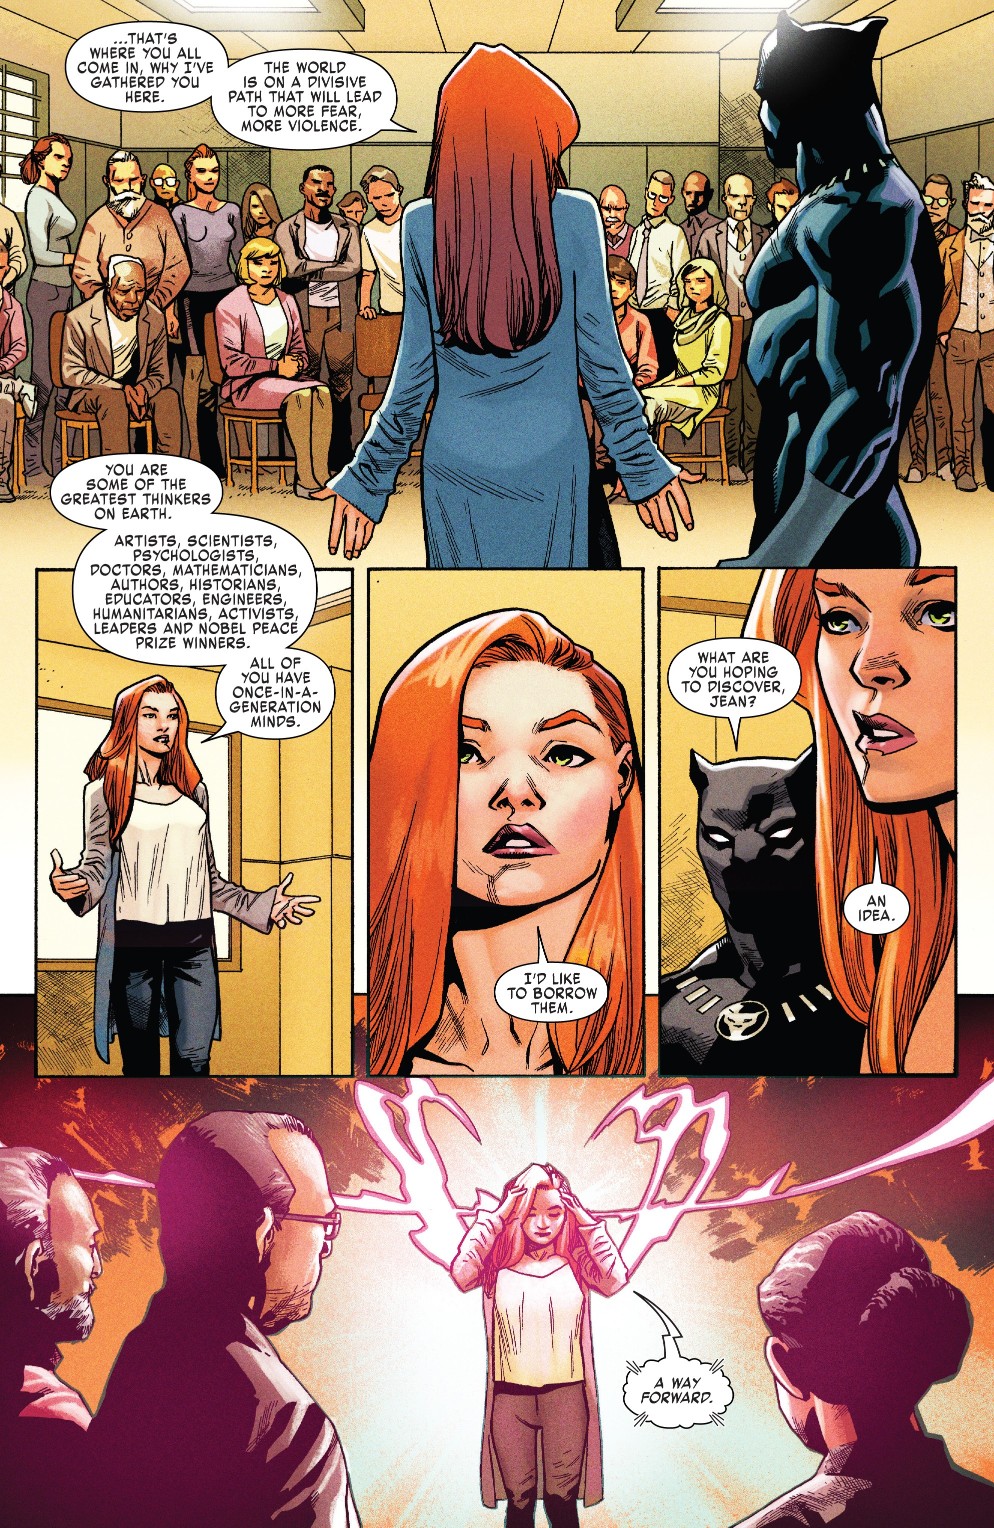 ...THAT'S
WHERE YOU ALL
COME IN, WHY I'VE
GATHERED YOU
HERE.
THE WORLD
IS ON A DIVISIVE
PATH THAT WILL LEAD
TO MORE FEAR,
MORE VIOLENCE.
YOU ARE
SOME OF THE
GREATEST THINKERS
ON EARTH.
ARTISTS, SCIENTISTS,
PSYCHOLOGISTS,
DOCTORS, MATHEMATICIANS,
AUTHORS, HISTORIANS,
EDUCATORS, ENGINEERS,
HUMANITARIANS, ACTIVISTS,
LEADERS AND NOBEL PEACE
PRIZE WINNERS.
ALL OF
YOU HAVE
ONCE-IN-A-
GENERATION
MINDS.
I'D LIKE
TO BORROW
THEM.
WHAT ARE
YOU HOPING
TO DISCOVER,
JEAN?
AN
IDEA.
A WAY
FORWARD.